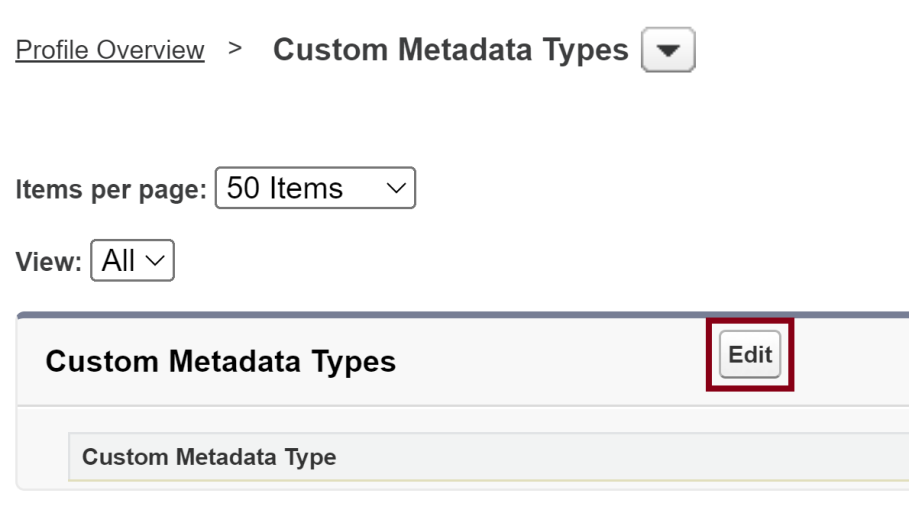 Profile Overview > Custom Metadata Types
Items per page: 50 Items
View: All
Custom Metadata Types Edit
Custom Metadata Type